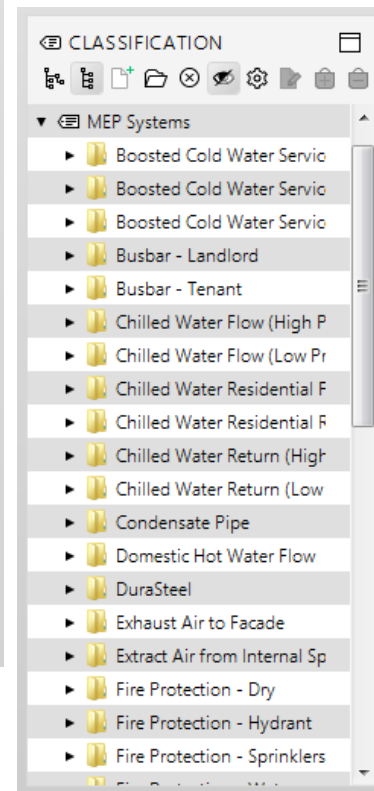 CLASSIFICATION
MEP Systems
Boosted Cold Water Servic
Boosted Cold Water Servic
Boosted Cold Water Servic
Busbar - Landlord
Busbar - Tenant
Chilled Water Flow (High P
Chilled Water Flow (Low Pr
Chilled Water Residential F
Chilled Water Residential R
Chilled Water Return (High
Chilled Water Return (Low
Condensate Pipe
Domestic Hot Water Flow
DuraSteel
Exhaust Air to Facade
Extract Air from Internal Sp
Fire Protection - Dry
Fire Protection - Hydrant
Fire Protection - Sprinklers